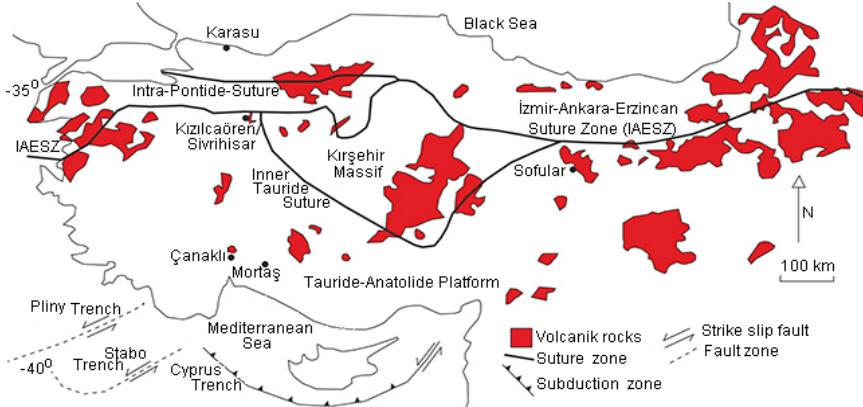 Karasu
Black Sea
-35°
Intra-Pontide-Suture
İzmir-Ankara-Erzincan
Suture Zone (IAESZ)
IAESZ
Kızılcaören/
Sivrihisar
Kırşehir
Massif
Inner
Tauride
Suture
Sofular
N
Çanaklı
Mortaş
Tauride-Anatolide Platform
100 km
Pliny Trench
Mediterranean
Sea
Stabo
Trench
-40°
Cyprus
Trench
Volcanik rocks
Suture zone
Subduction zone
Strike slip fault
Fault zone